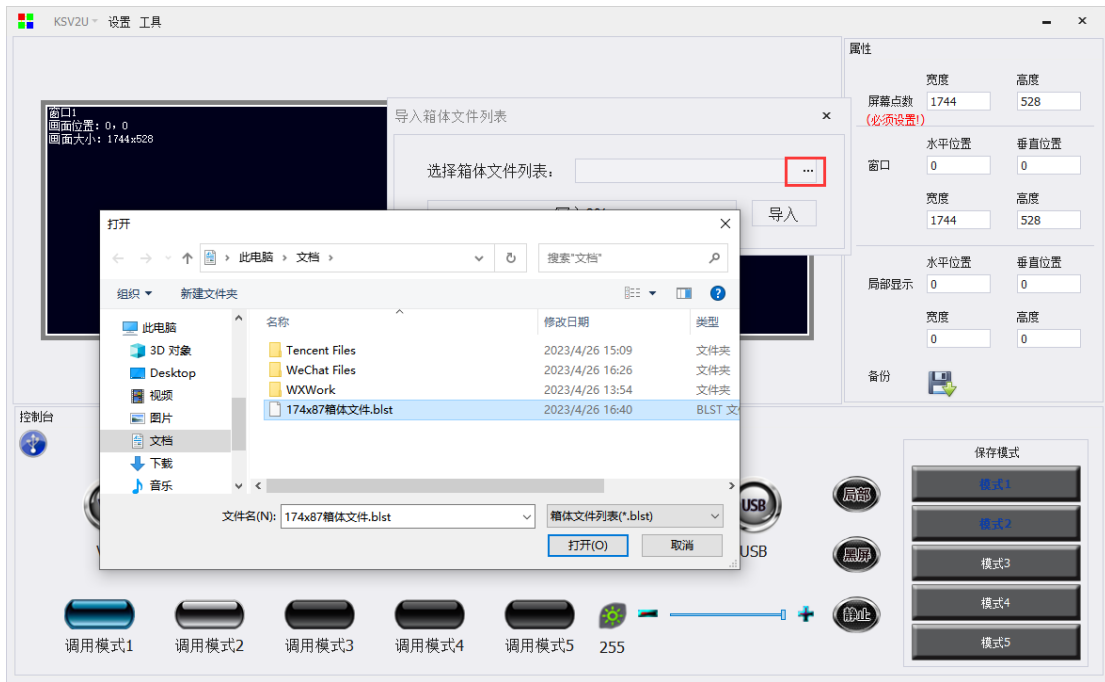 KSV2U 设置 工具
属性
宽度 高度
屏幕点数 1744 528
(必须设置!)
水平位置 垂直位置
窗口 0 0
宽度 高度
1744 528
水平位置 垂直位置
局部显示 0 0
宽度 高度
0 0
备份
窗口1
画面位置: 0, 0
画面大小: 1744x528
导入箱体文件列表
选择箱体文件列表: ...
导入
打开
此电脑 › 文档 ›
搜索"文档"
组织 新建文件夹
名称 修改日期 类型
此电脑
3D 对象
Desktop
视频
图片
文档
下载
音乐
Tencent Files 2023/4/26 15:09 文件夹
WeChat Files 2023/4/26 16:26 文件夹
WXWork 2023/4/26 13:54 文件夹
174x87箱体文件.blst 2023/4/26 16:40 BLST 文
文件名(N): 174x87箱体文件.blst 箱体文件列表(*.blst)
打开(O) 取消
控制台
USB
USB
局部
黑屏
静止
保存模式
模式1
模式2
模式3
模式4
模式5
调用模式1 调用模式2 调用模式3 调用模式4 调用模式5 255